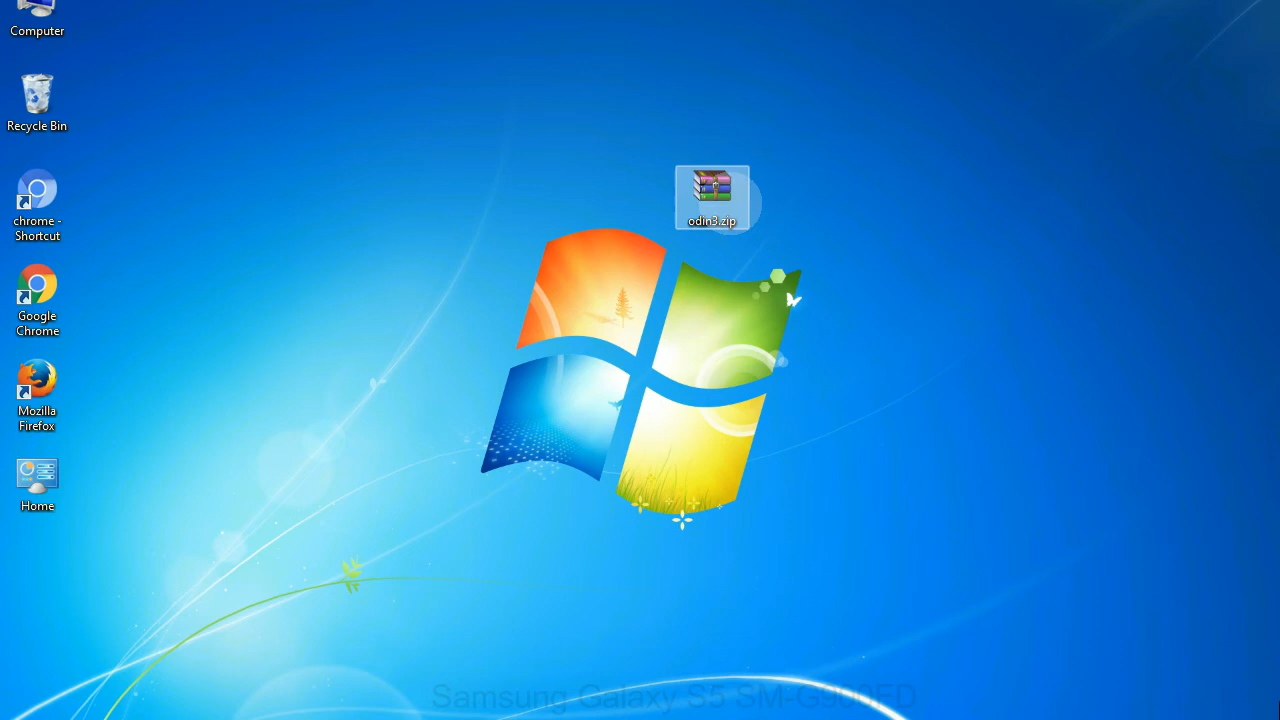 Computer
Recycle Bin
chrome -
Shortcut
Google
Chrome
Mozilla
Firefox
Home
odin3.zip
Samsung Galaxy S5 SM-G900FD